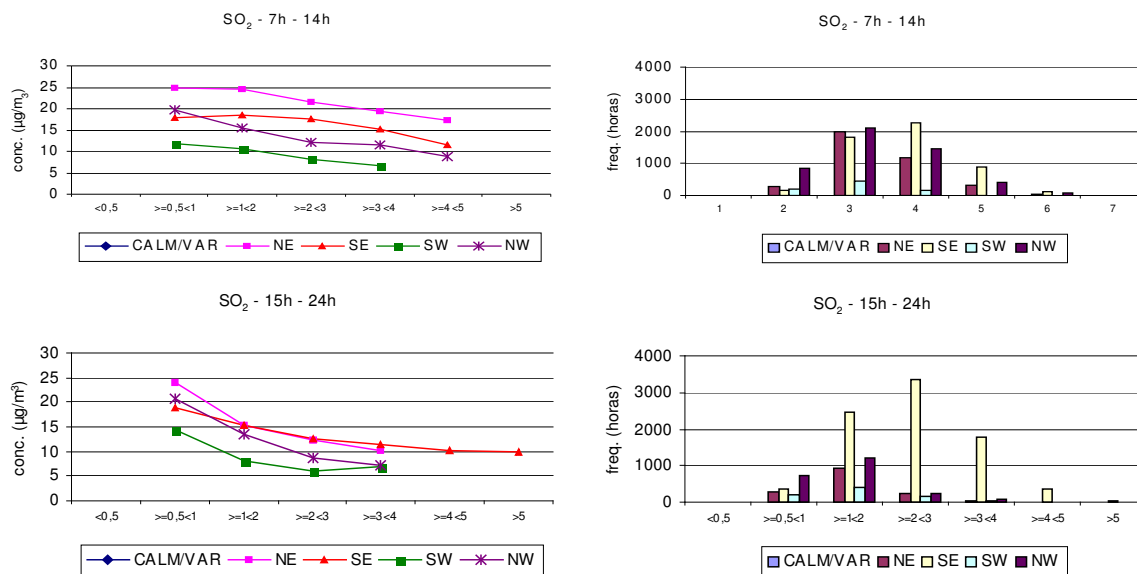 SO₂ - 7h - 14h
30
25
20
15
10
5
0
conc. (µg/m₃)
<0,5 >=0,5<1 >=1<2 >=2<3 >=3<4 >=4<5 >5
CALM/VAR NE SE SW NW
SO₂ - 7h - 14h
4000
3000
2000
1000
0
freq. (horas)
1 2 3 4 5 6 7
CALM/VAR NE SE SW NW
SO₂ - 15h - 24h
30
25
20
15
10
5
0
conc. (µg/m³)
<0,5 >=0,5<1 >=1<2 >=2<3 >=3<4 >=4<5 >5
CALM/VAR NE SE SW NW
SO₂ - 15h - 24h
4000
3000
2000
1000
0
freq. (horas)
<0,5 >=0,5<1 >=1<2 >=2<3 >=3<4 >=4<5 >5
CALM/VAR NE SE SW NW